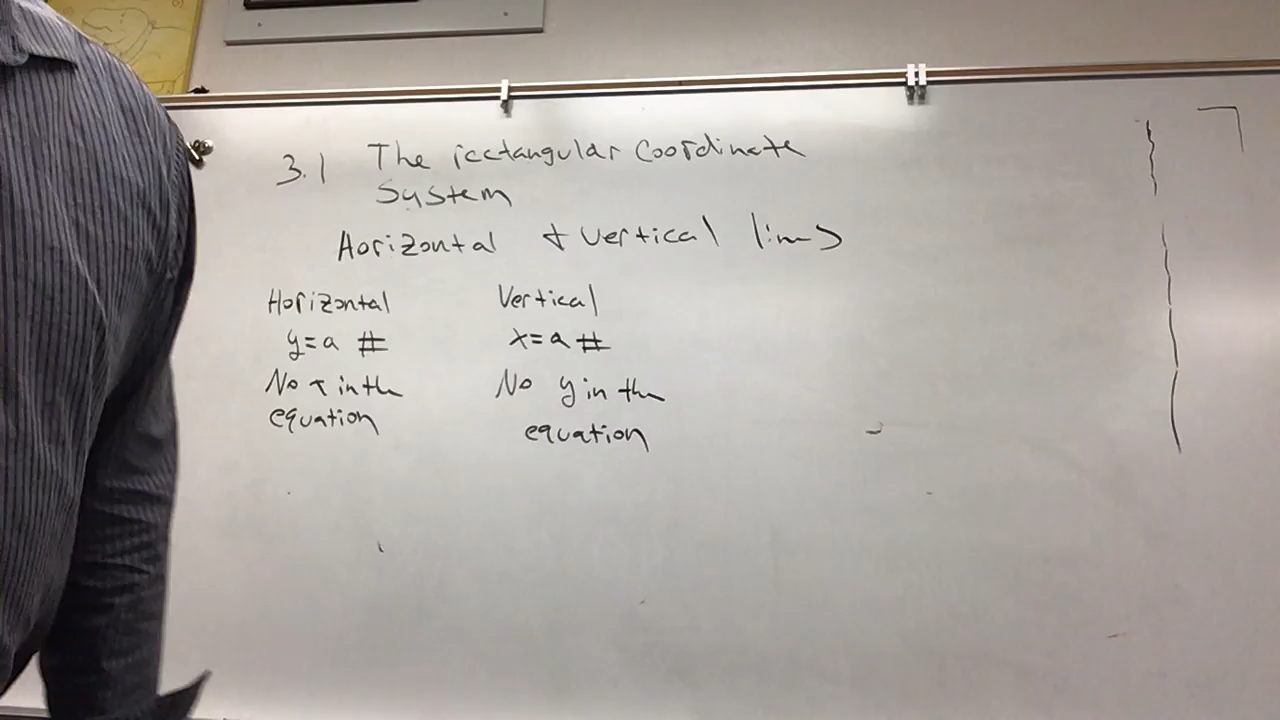 3.1 The rectangular Coordinate
System
Horizontal + vertical lines
Horizontal Vertical
y=a # x=a #
No x in the No y in the
equation equation